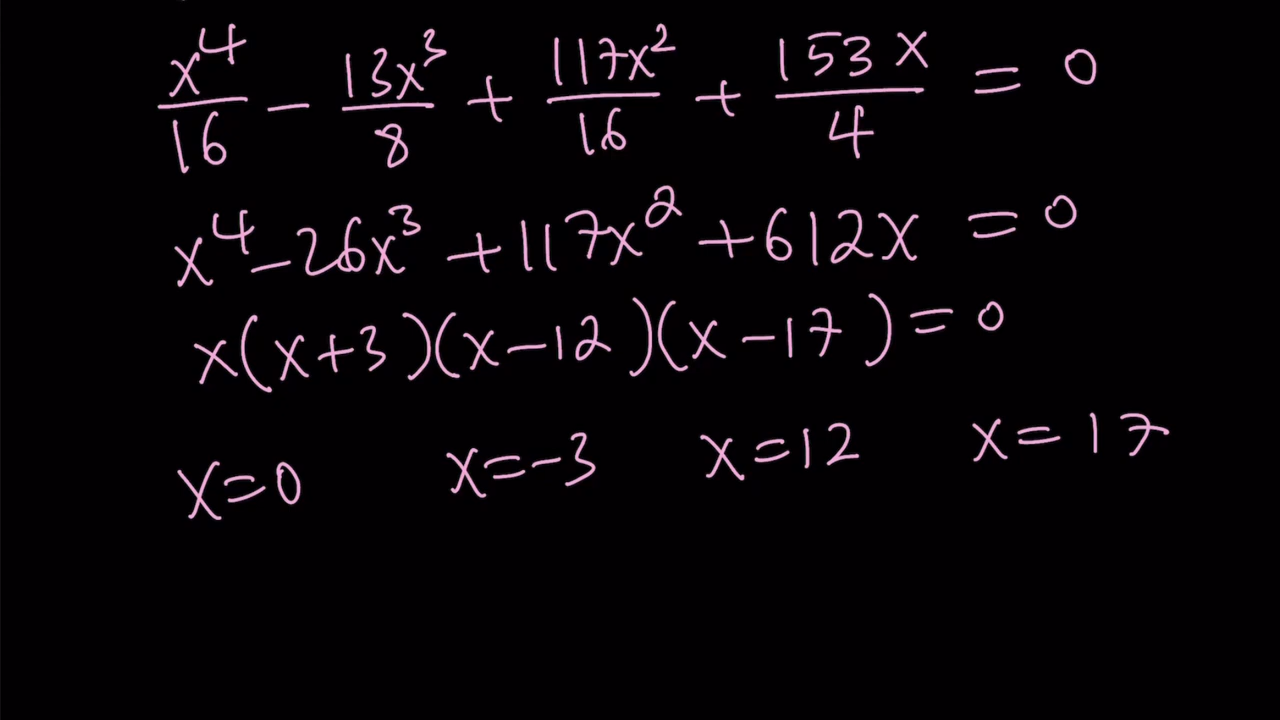 x⁴/16 − 13x³/8 + 117x²/16 + 153x/4 = 0
x⁴ − 26x³ + 117x² + 612x = 0
x(x+3)(x−12)(x−17) = 0
x=0 x=−3 x=12 x=17